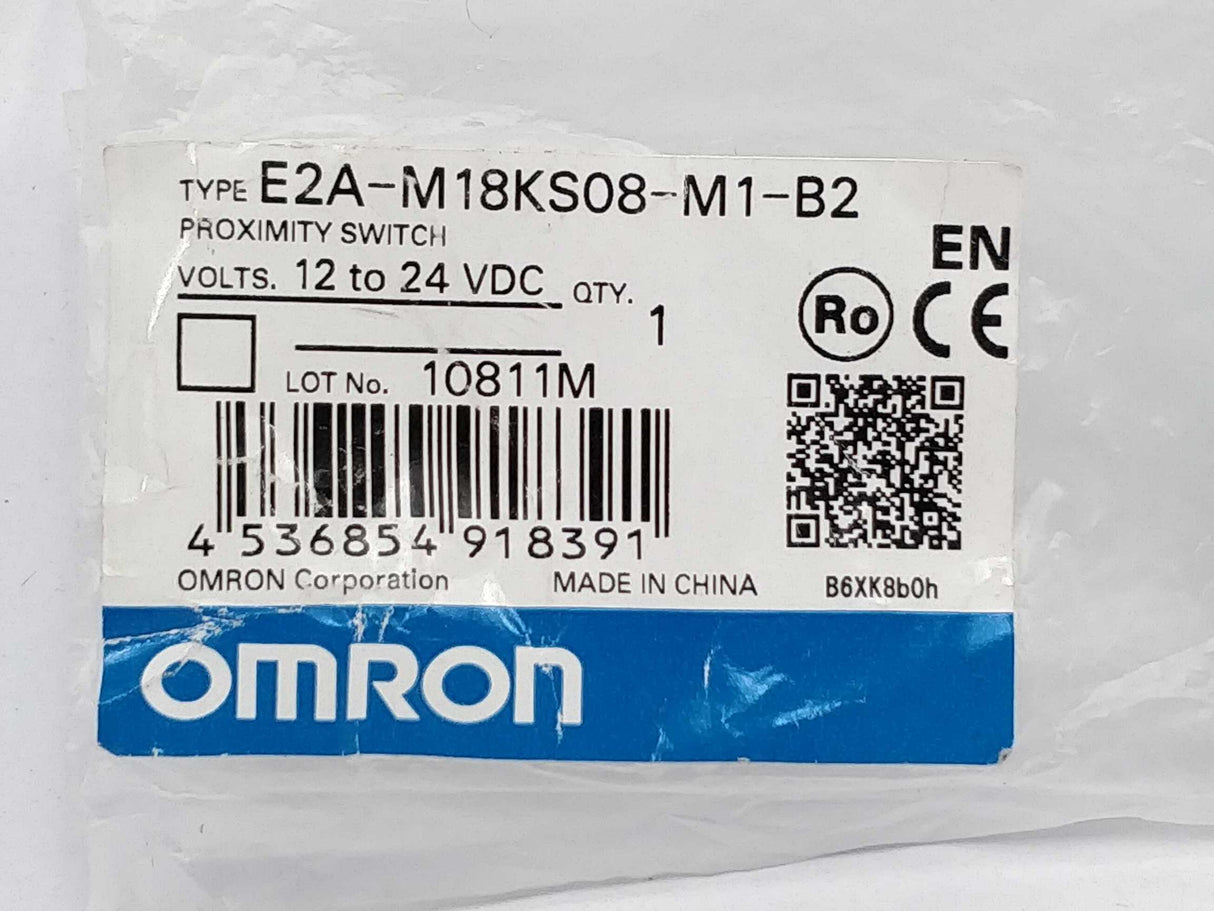 TYPE E2A-M18KS08-M1-B2
PROXIMITY SWITCH
EN
VOLTS. 12 to 24 VDC QTY. 1
Ro CE
LOT No. 10811M
4 536854 918391
OMRON Corporation MADE IN CHINA B6XK8b0h
OMRON